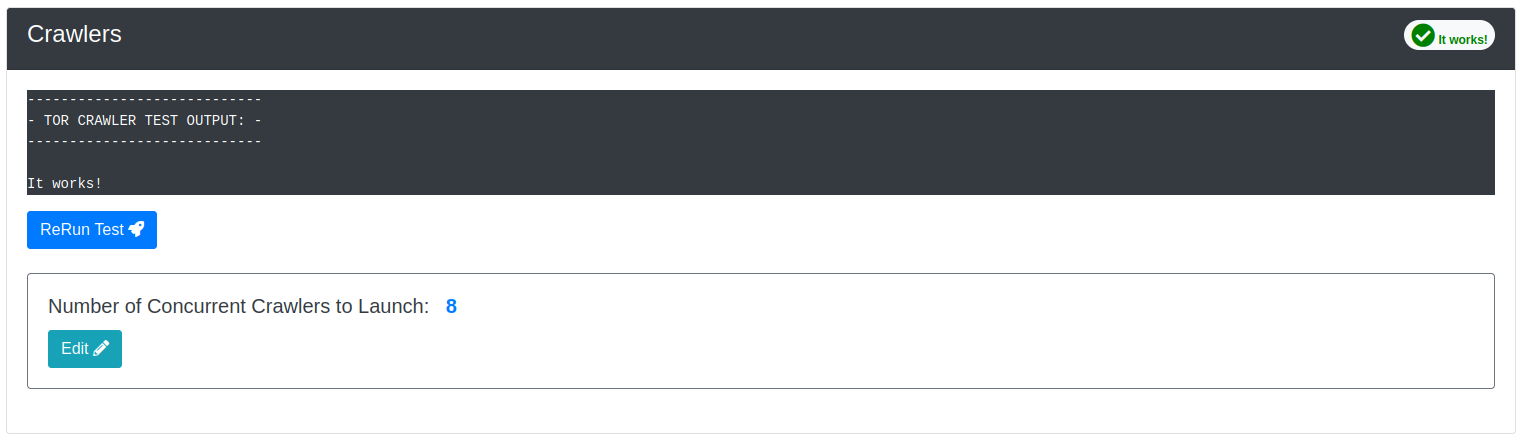 Crawlers
It works!
----------------------------
- TOR CRAWLER TEST OUTPUT: -
----------------------------
It works!
ReRun Test
Number of Concurrent Crawlers to Launch: 8
Edit